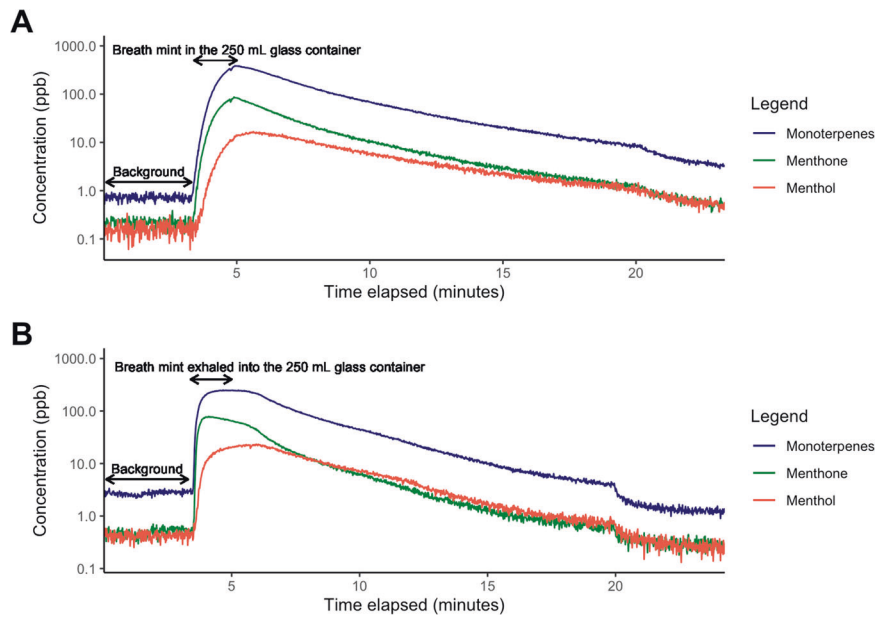 A
Breath mint in the 250 mL glass container
1000.0
100.0
10.0
1.0
0.1
Concentration (ppb)
Background
5
10
15
20
Time elapsed (minutes)
Legend
Monoterpenes
Menthone
Menthol
B
Breath mint exhaled into the 250 mL glass container
1000.0
100.0
10.0
1.0
0.1
Concentration (ppb)
Background
5
10
15
20
Time elapsed (minutes)
Legend
Monoterpenes
Menthone
Menthol